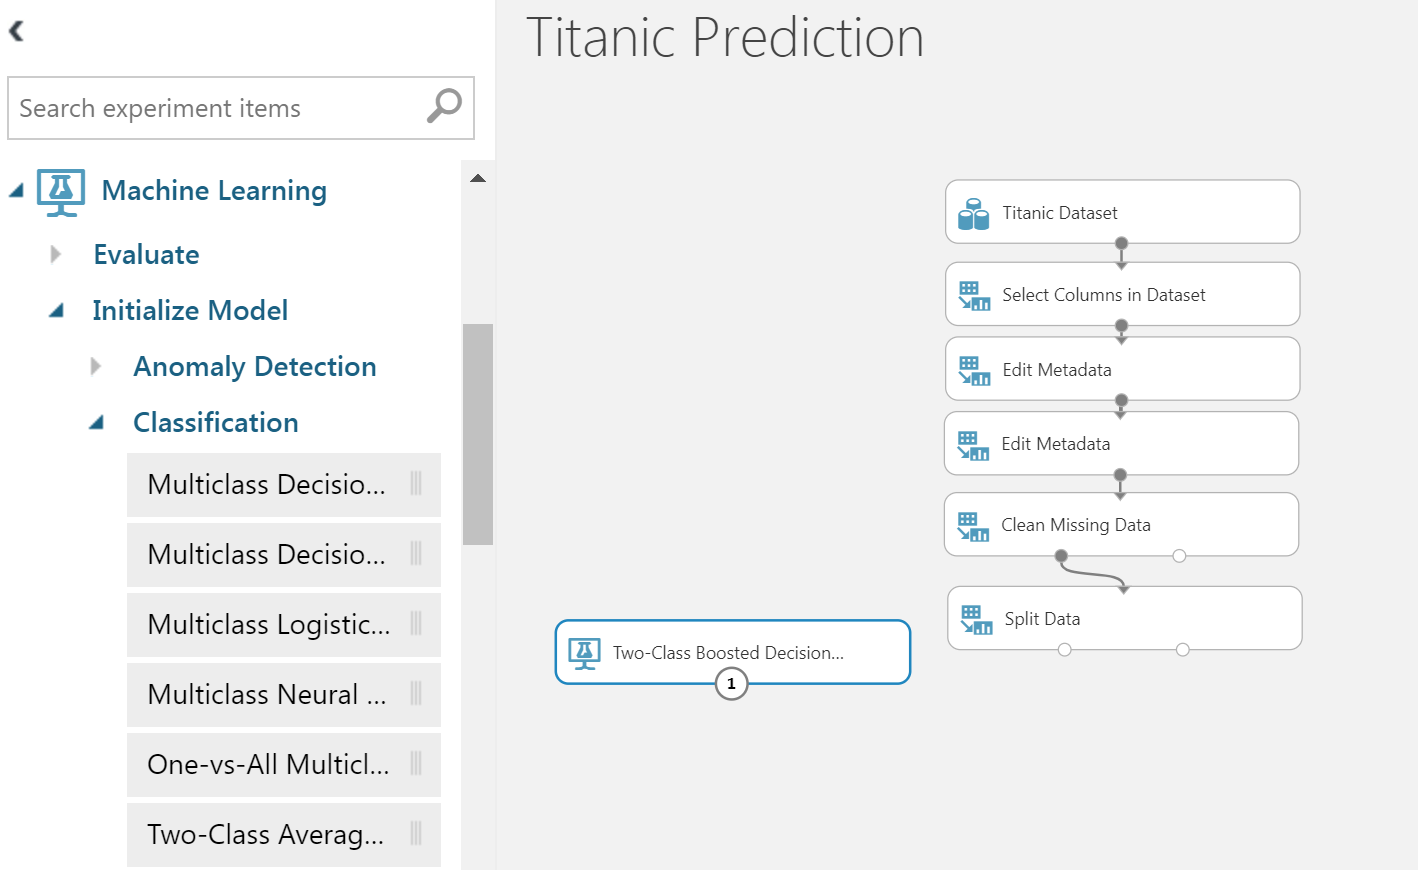 Titanic Prediction
Search experiment items
Machine Learning
Evaluate
Initialize Model
Anomaly Detection
Classification
Multiclass Decisio...
Multiclass Decisio...
Multiclass Logistic...
Multiclass Neural ...
One-vs-All Multicl...
Two-Class Averag...
Titanic Dataset
Select Columns in Dataset
Edit Metadata
Edit Metadata
Clean Missing Data
Split Data
Two-Class Boosted Decision...
1